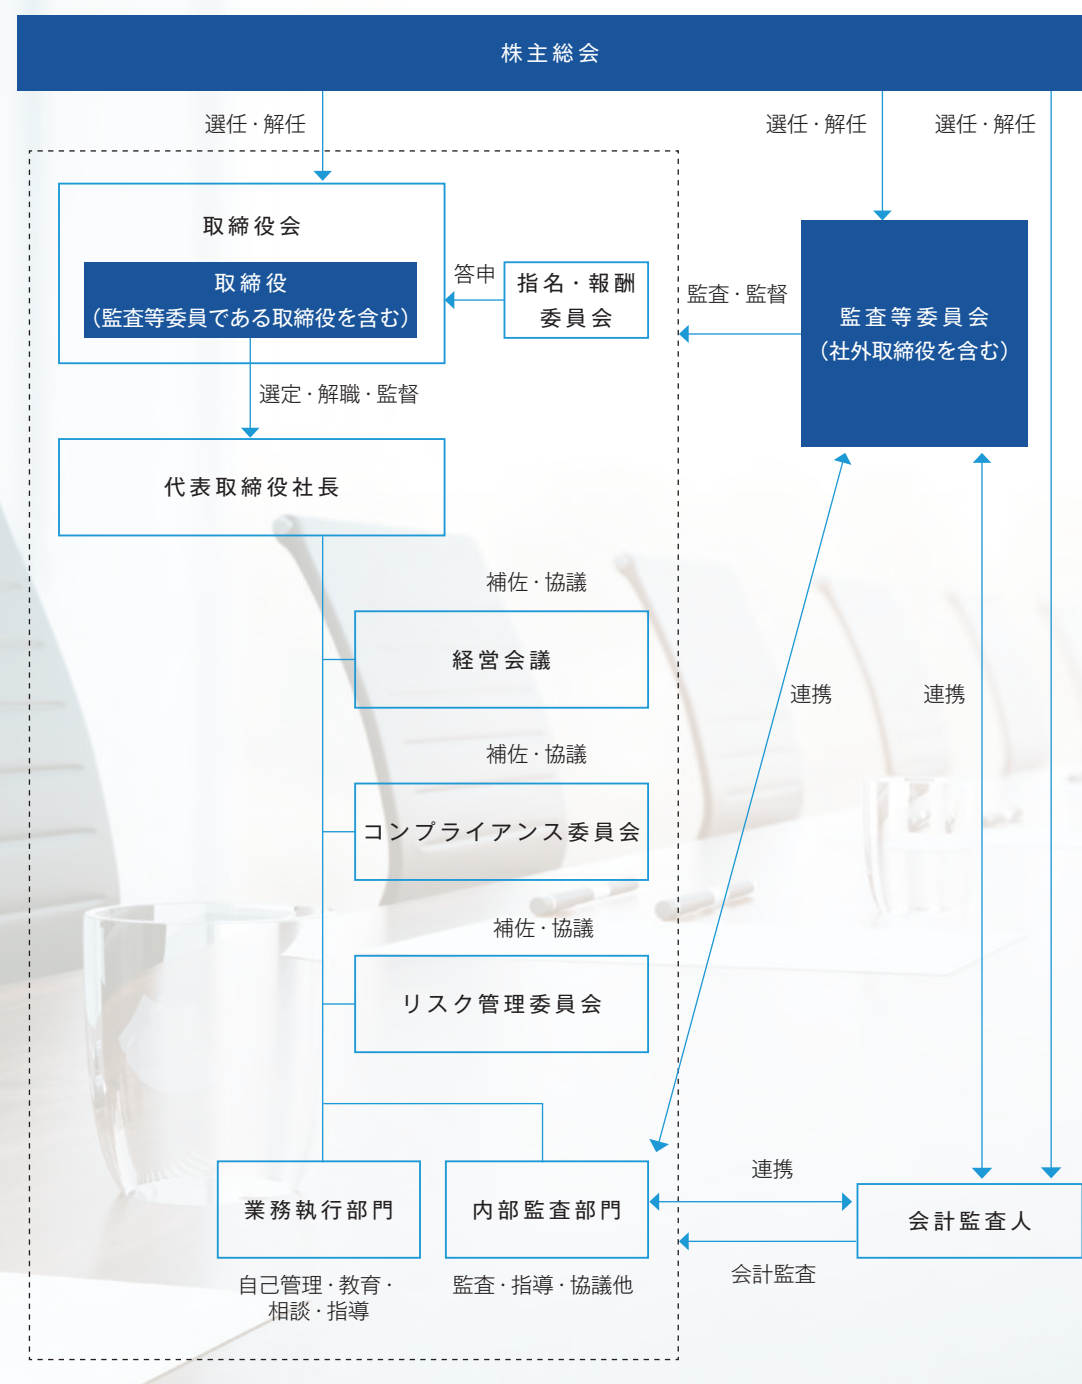 株主総会
選任・解任
選任・解任
選任・解任
取締役会
取締役
（監査等委員である取締役を含む）
答申
指名・報酬
委員会
監査・監督
監査等委員会
（社外取締役を含む）
選定・解職・監督
代表取締役社長
補佐・協議
経営会議
連携
連携
補佐・協議
コンプライアンス委員会
補佐・協議
リスク管理委員会
連携
業務執行部門
内部監査部門
会計監査人
会計監査
自己管理・教育・
相談・指導
監査・指導・協議他